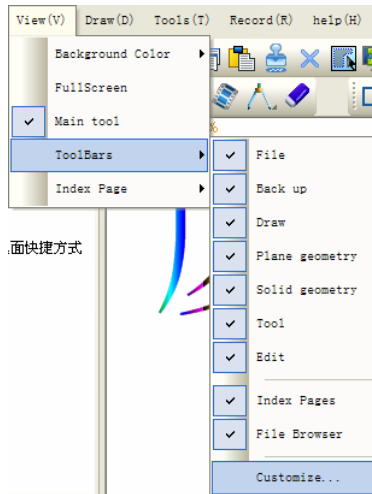 View(V) Draw(D) Tools(T) Record(R) help(H)
Background Color
FullScreen
Main tool
ToolBars
Index Page
%
File
Back up
Draw
Plane geometry
Solid geometry
Tool
Edit
Index Pages
File Browser
Customize...
面快捷方式